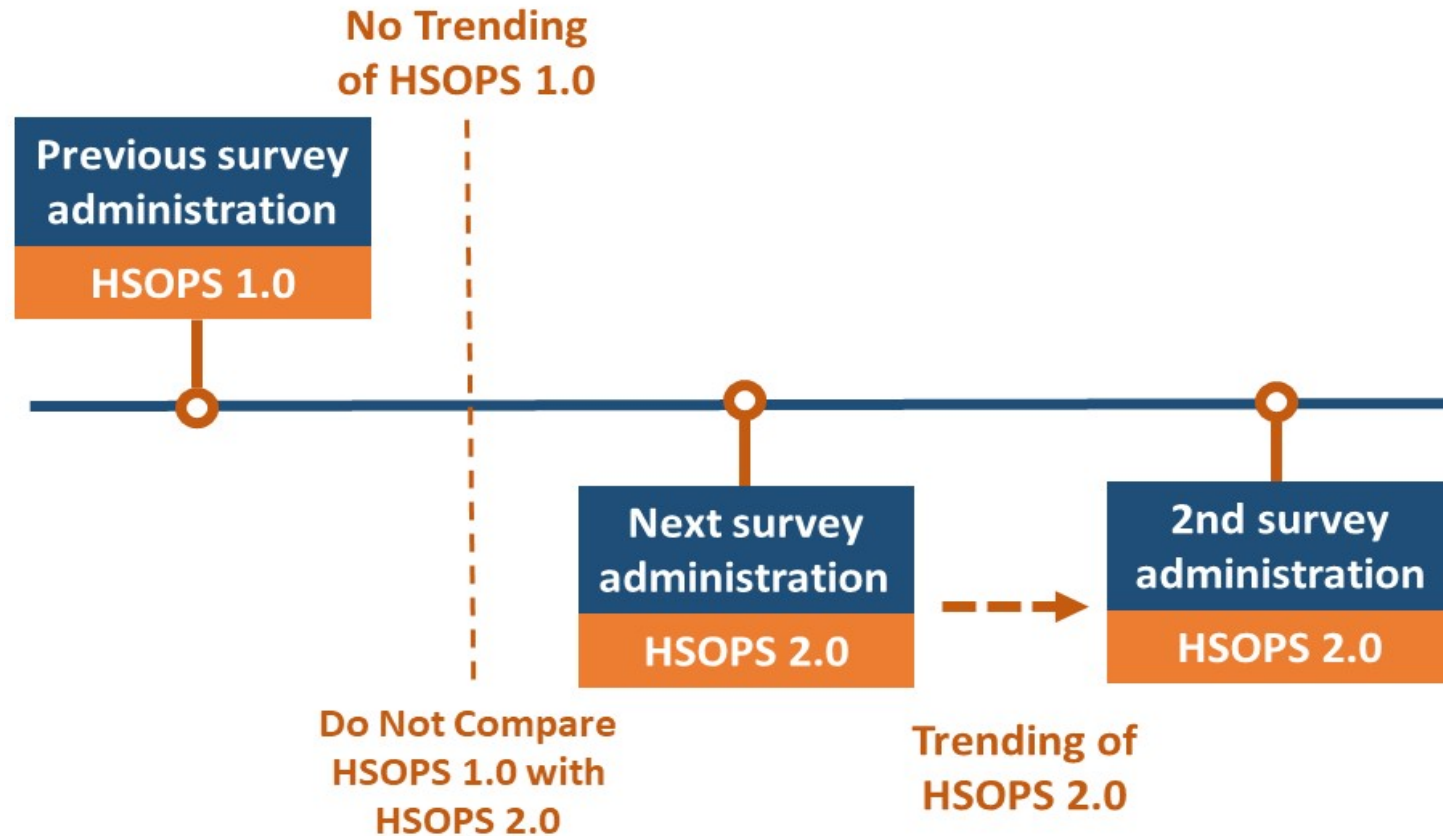 No Trending
of HSOPS 1.0
Previous survey
administration
HSOPS 1.0
Next survey
administration
HSOPS 2.0
2nd survey
administration
HSOPS 2.0
Do Not Compare
HSOPS 1.0 with
HSOPS 2.0
Trending of
HSOPS 2.0